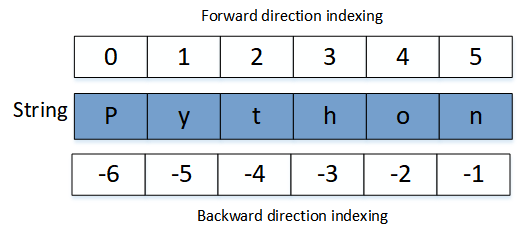 Forward direction indexing
0 1 2 3 4 5
String P y t h o n
-6 -5 -4 -3 -2 -1
Backward direction indexing